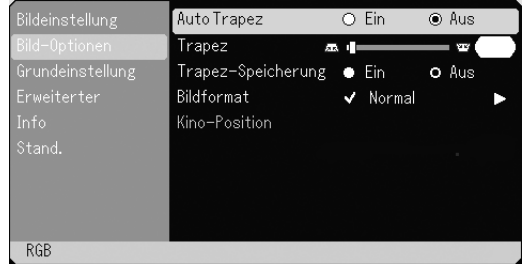 Bildeinstellung
Bild-Optionen
Grundeinstellung
Erweiterter
Info
Stand.
Auto Trapez Ein Aus
Trapez
Trapez-Speicherung Ein Aus
Bildformat Normal
Kino-Position
RGB